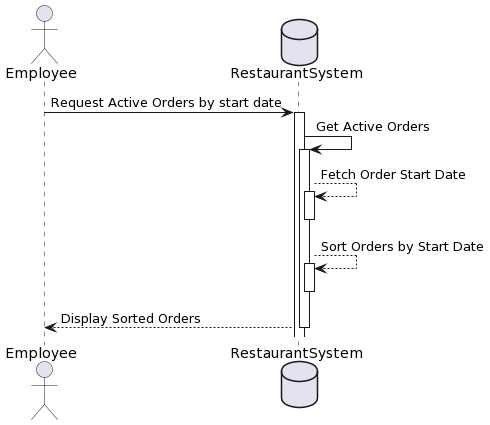 Employee
RestaurantSystem
Request Active Orders by start date
Get Active Orders
Fetch Order Start Date
Sort Orders by Start Date
Display Sorted Orders
Employee
RestaurantSystem